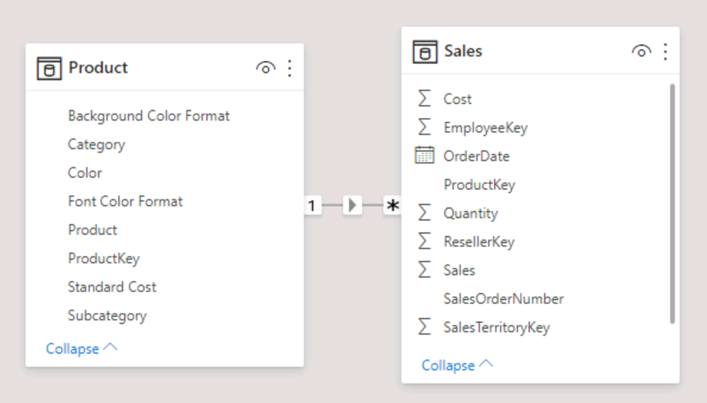 Product
Background Color Format
Category
Color
Font Color Format
Product
ProductKey
Standard Cost
Subcategory
Collapse
1
*
Sales
Σ Cost
Σ EmployeeKey
OrderDate
ProductKey
Σ Quantity
Σ ResellerKey
Σ Sales
SalesOrderNumber
Σ SalesTerritoryKey
Collapse